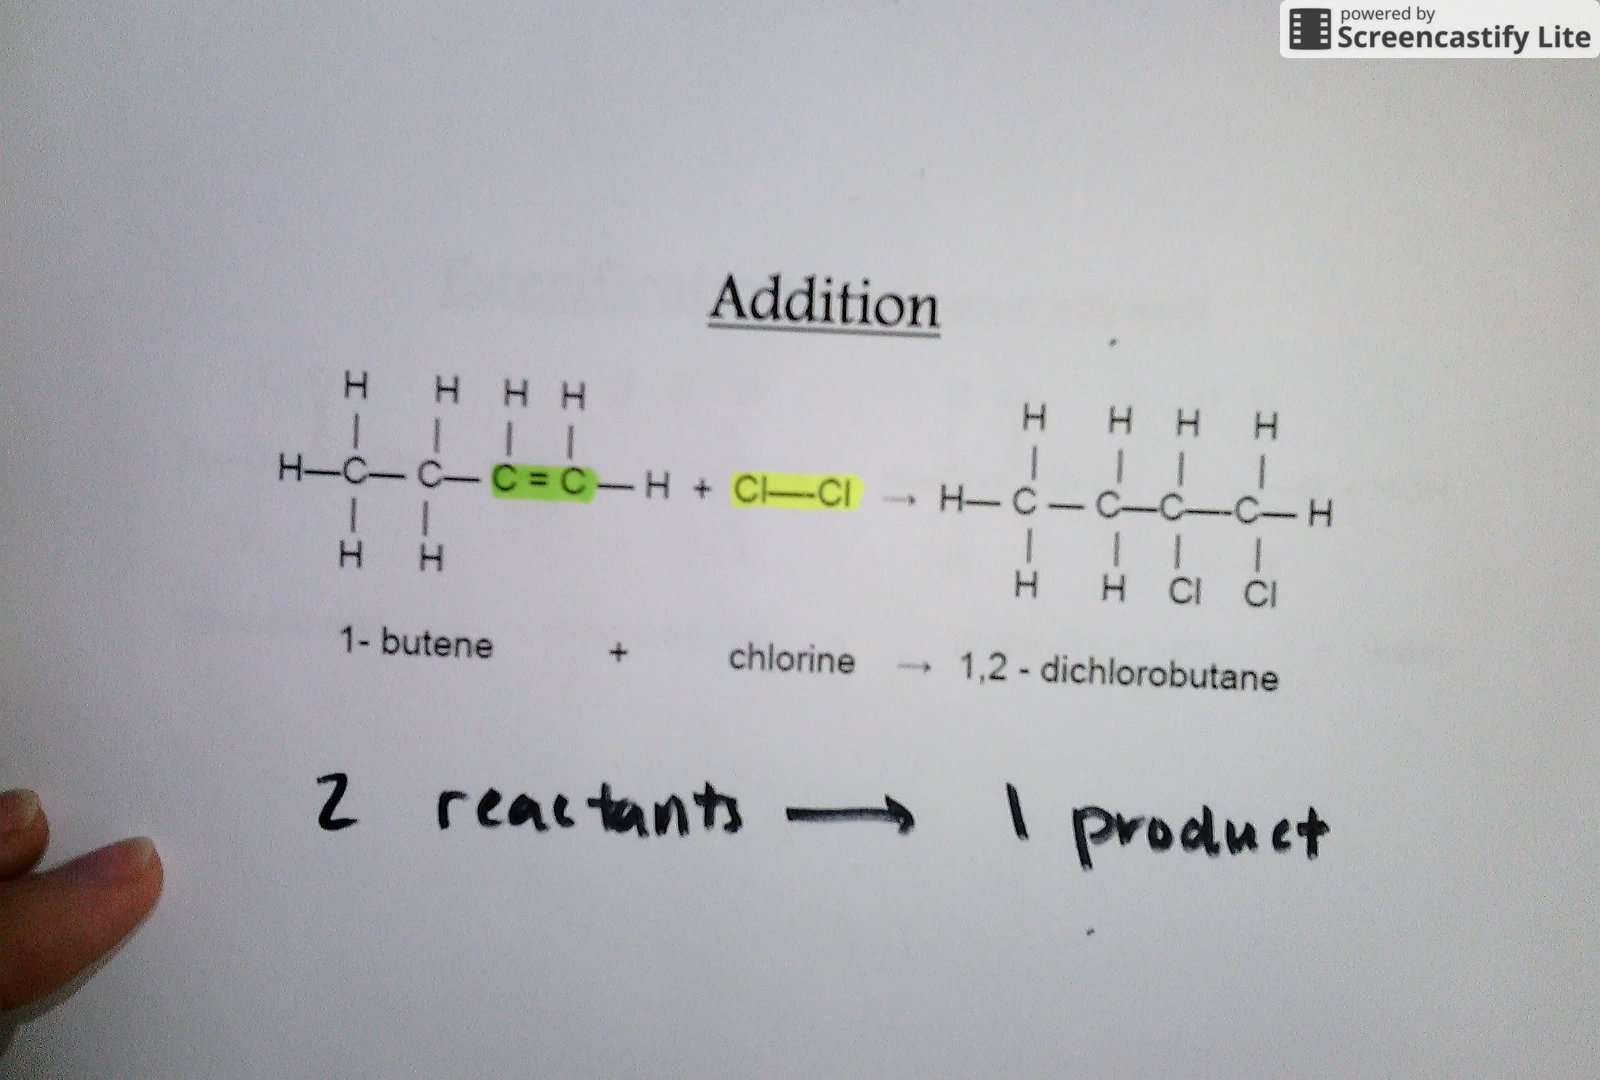 powered by
Screencastify Lite
Addition
H H H H
H—C—C—C=C—H + Cl—Cl → H—C—C—C—C—H
H H
H H H H
H H Cl Cl
1- butene + chlorine → 1,2 - dichlorobutane
2 reactants → 1 product